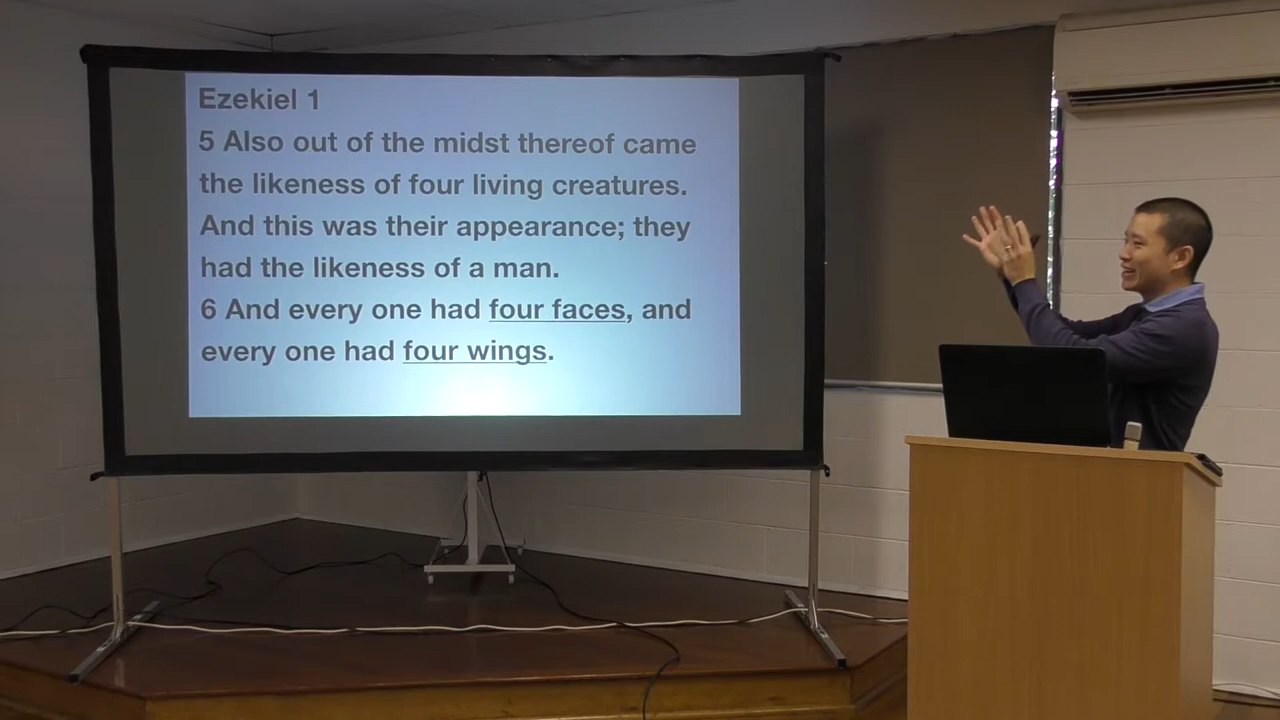 Ezekiel 1
5 Also out of the midst thereof came
the likeness of four living creatures.
And this was their appearance; they
had the likeness of a man.
6 And every one had four faces, and
every one had four wings.